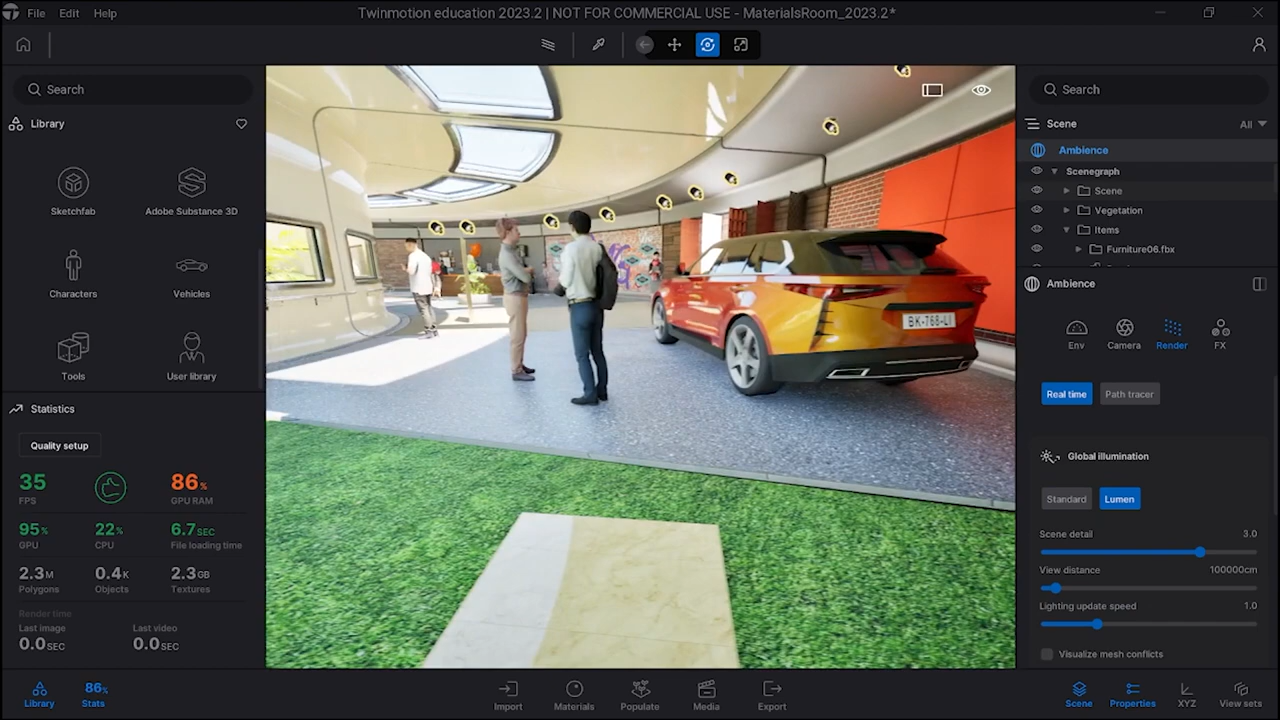 File Edit Help
Twinmotion education 2023.2 | NOT FOR COMMERCIAL USE - MaterialsRoom_2023.2*
Search
Library
Sketchfab
Adobe Substance 3D
Characters
Vehicles
Tools
User library
Statistics
Quality setup
35
FPS
86%
GPU RAM
95%
GPU
22%
CPU
6.7SEC
File loading time
2.3M
Polygons
0.4K
Objects
2.3GB
Textures
Render time
Last image
0.0SEC
Last video
0.0SEC
BK-768-LI
Search
Scene
All
Ambience
Scenegraph
Scene
Vegetation
Items
Furniture06.fbx
Ambience
Env
Camera
Render
FX
Real time
Path tracer
Global illumination
Standard
Lumen
Scene detail 3.0
View distance 100000cm
Lighting update speed 1.0
Visualize mesh conflicts
Library
86%
Stats
Import
Materials
Populate
Media
Export
Scene
Properties
XYZ
View sets